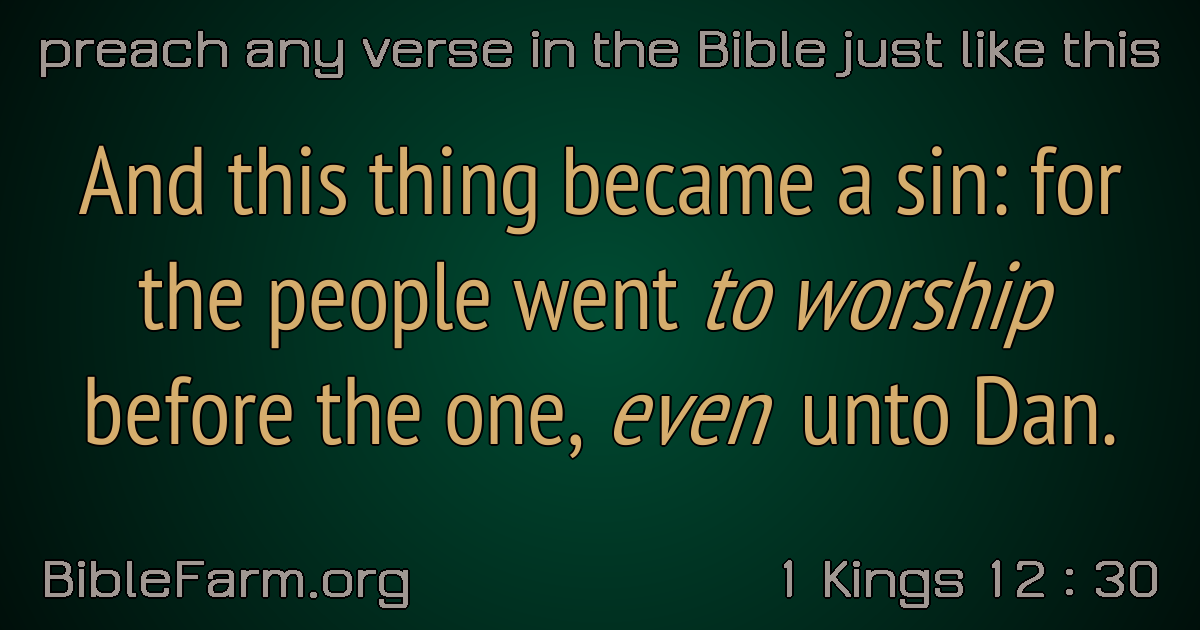 preach any verse in the Bible just like this
And this thing became a sin: for
the people went to worship
before the one, even unto Dan.
BibleFarm.org
1 Kings 12 : 30